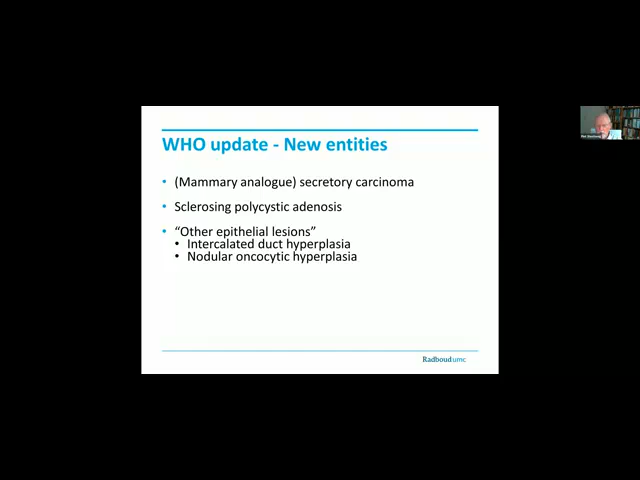 WHO update - New entities
• (Mammary analogue) secretory carcinoma
• Sclerosing polycystic adenosis
• “Other epithelial lesions”
• Intercalated duct hyperplasia
• Nodular oncocytic hyperplasia
Radboudumc